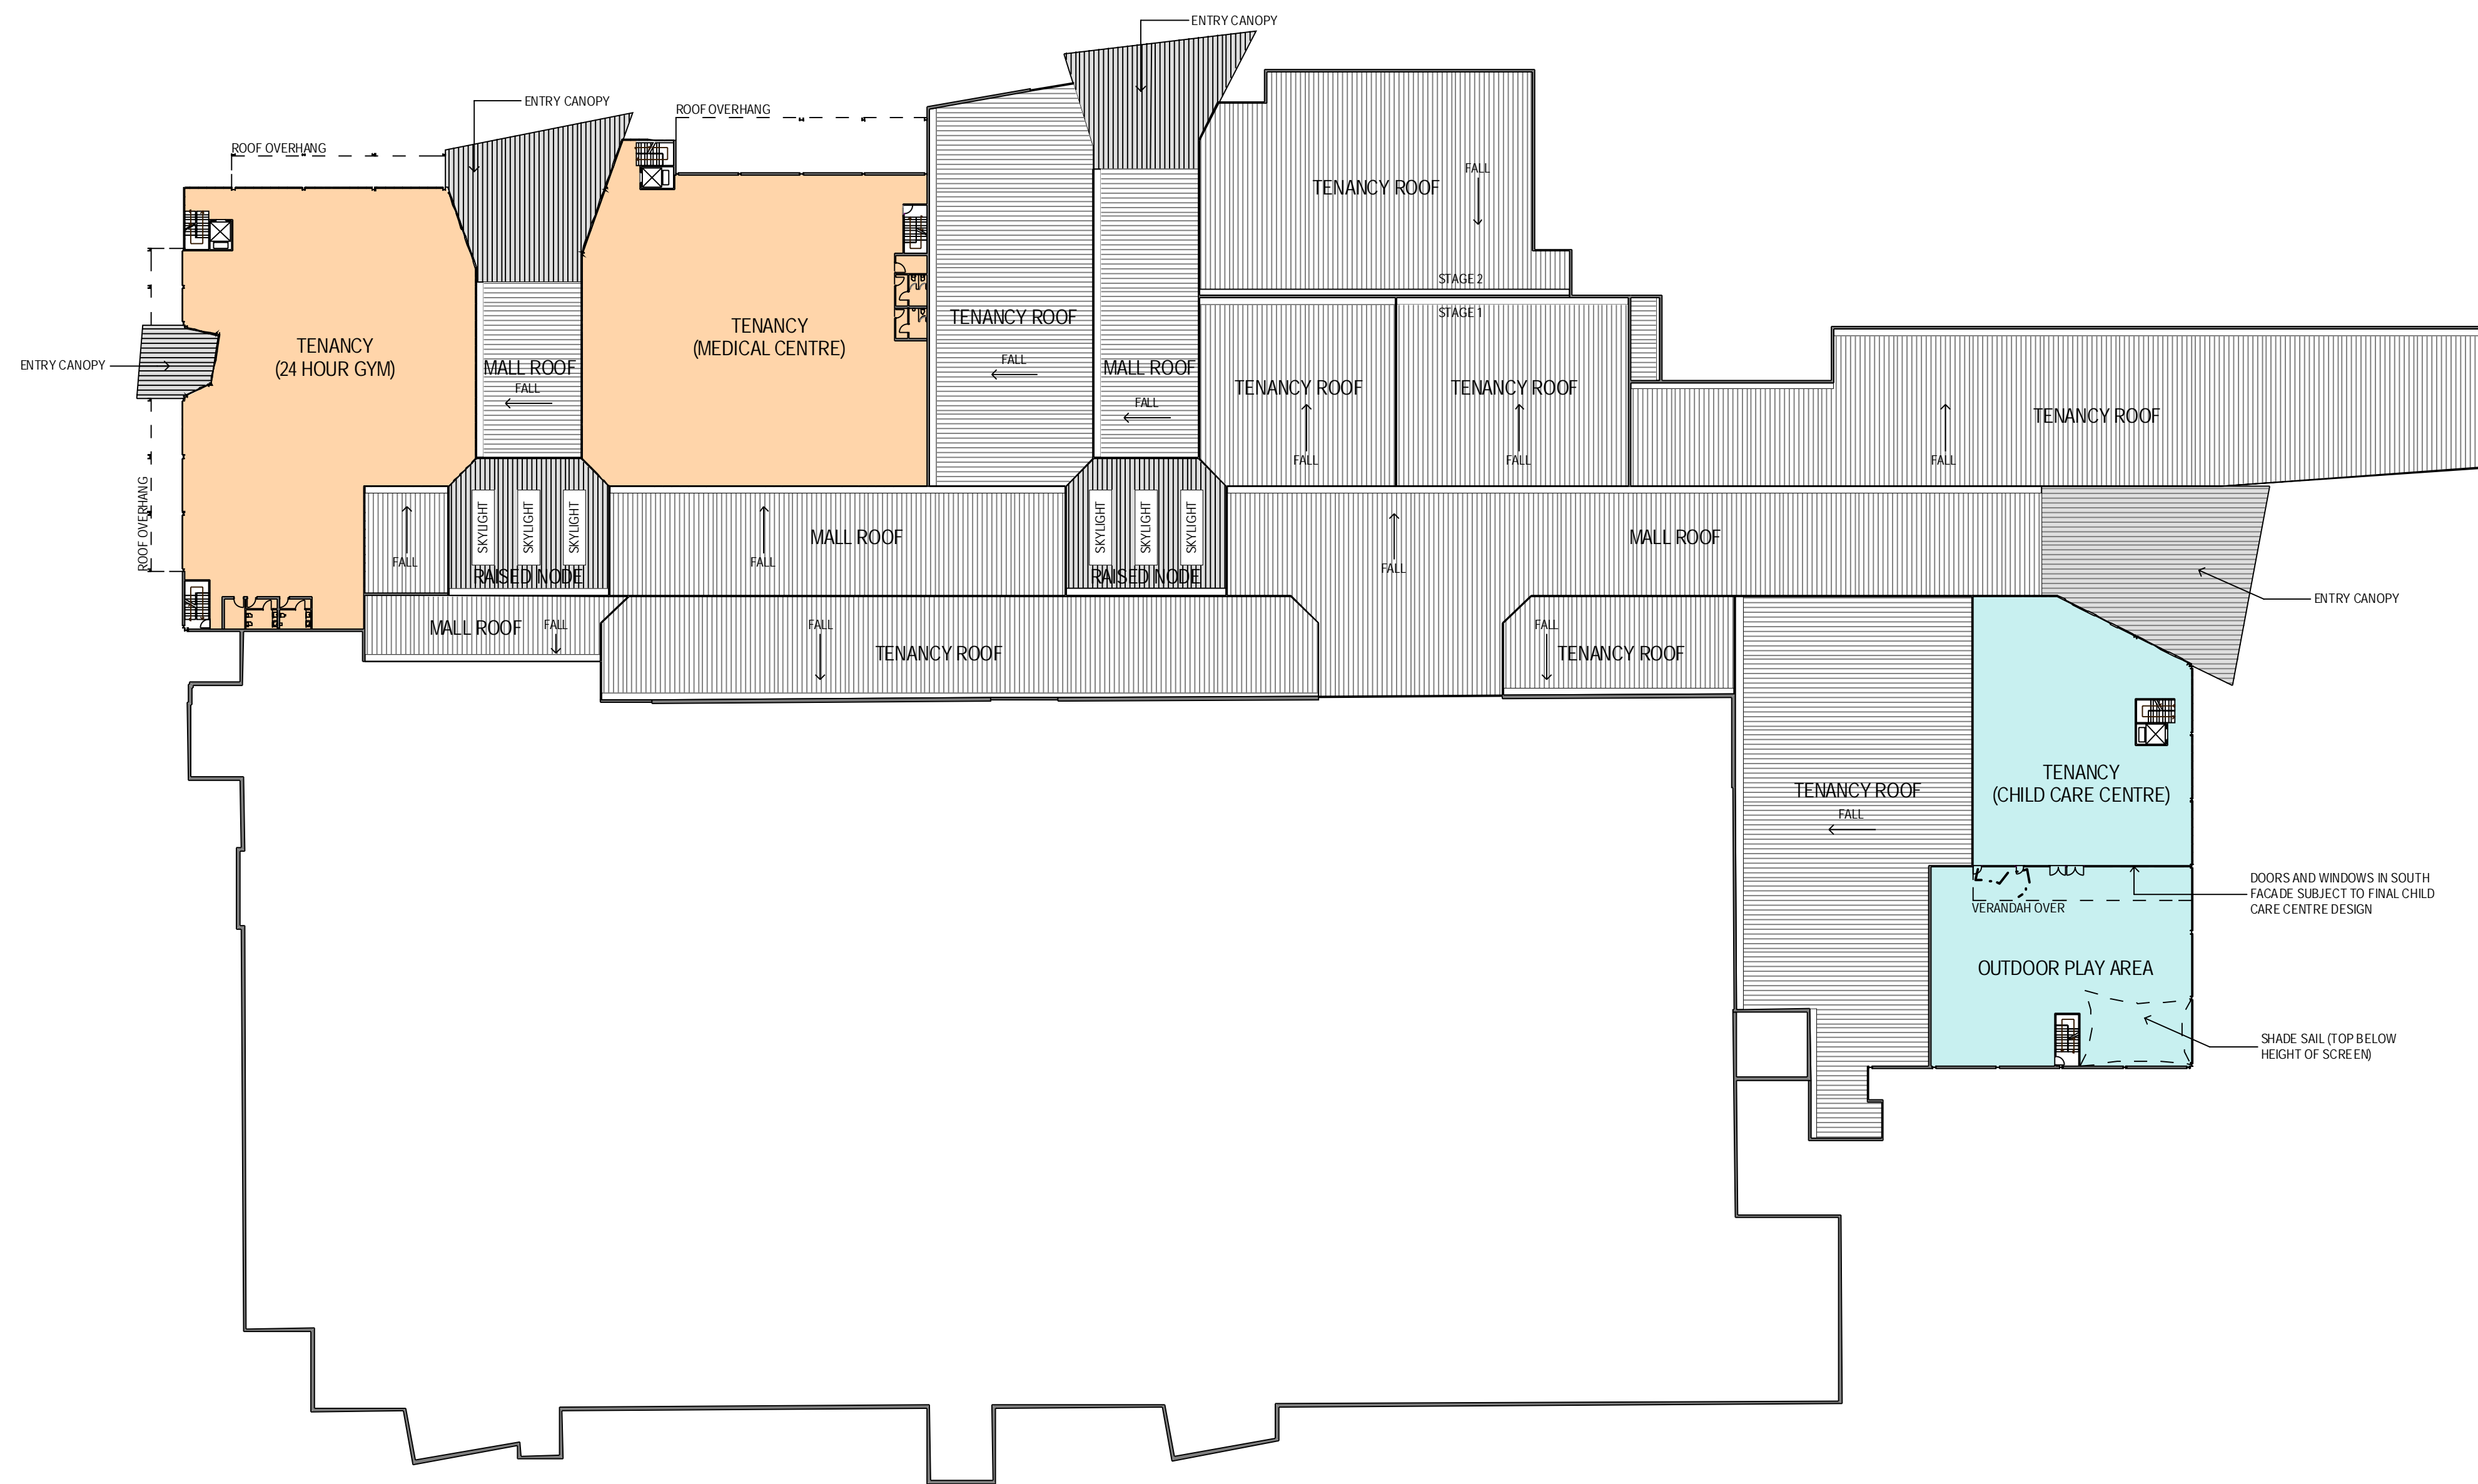 ENTRY CANOPY
ENTRY CANOPY
ROOF OVERHANG
ROOF OVERHANG
TENANCY ROOF
FALL
STAGE 2
STAGE 1
TENANCY
(24 HOUR GYM)
ENTRY CANOPY
MALL ROOF
FALL
TENANCY
(MEDICAL CENTRE)
TENANCY ROOF
FALL
MALL ROOF
FALL
TENANCY ROOF
FALL
TENANCY ROOF
FALL
TENANCY ROOF
FALL
ROOF OVERHANG
FALL
SKYLIGHT
SKYLIGHT
SKYLIGHT
RAISED NODE
MALL ROOF
FALL
SKYLIGHT
SKYLIGHT
SKYLIGHT
RAISED NODE
FALL
MALL ROOF
ENTRY CANOPY
MALL ROOF
FALL
FALL
TENANCY ROOF
FALL
TENANCY ROOF
TENANCY ROOF
FALL
TENANCY
(CHILD CARE CENTRE)
DOORS AND WINDOWS IN SOUTH
FACADE SUBJECT TO FINAL CHILD
CARE CENTRE DESIGN
VERANDAH OVER
OUTDOOR PLAY AREA
SHADE SAIL (TOP BELOW
HEIGHT OF SCREEN)